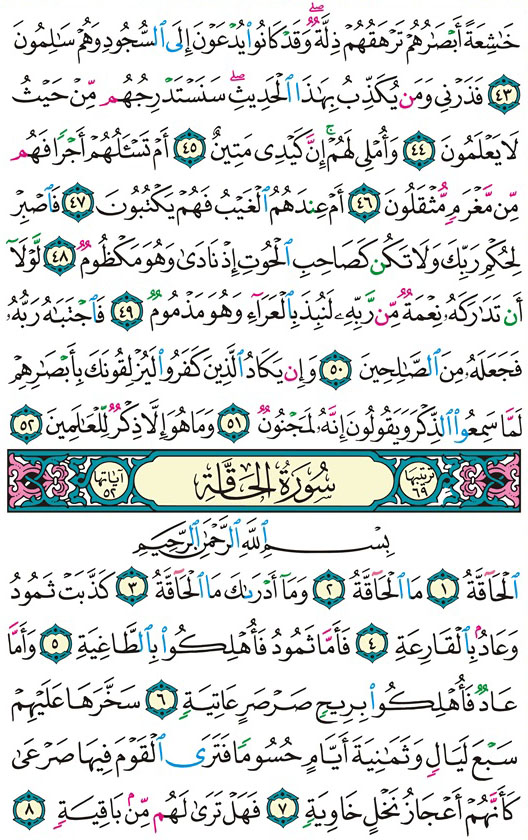 خَٰشِعَةً أَبْصَٰرُهُمْ تَرْهَقُهُمْ ذِلَّةٌۖ وَقَدْ كَانُوا۟ يُدْعَوْنَ إِلَى ٱلسُّجُودِ وَهُمْ سَٰلِمُونَ
٤٣ فَذَرْنِى وَمَن يُكَذِّبُ بِهَٰذَا ٱلْحَدِيثِۖ سَنَسْتَدْرِجُهُم مِّنْ حَيْثُ
لَا يَعْلَمُونَ ٤٤ وَأُمْلِى لَهُمْۚ إِنَّ كَيْدِى مَتِينٌ ٤٥ أَمْ تَسْـَٔلُهُمْ أَجْرًا فَهُم
مِّن مَّغْرَمٍ مُّثْقَلُونَ ٤٦ أَمْ عِندَهُمُ ٱلْغَيْبُ فَهُمْ يَكْتُبُونَ ٤٧ فَٱصْبِرْ
لِحُكْمِ رَبِّكَ وَلَا تَكُن كَصَاحِبِ ٱلْحُوتِ إِذْ نَادَىٰ وَهُوَ مَكْظُومٌ ٤٨ لَّوْلَآ
أَن تَدَٰرَكَهُۥ نِعْمَةٌ مِّن رَّبِّهِۦ لَنُبِذَ بِٱلْعَرَآءِ وَهُوَ مَذْمُومٌ ٤٩ فَٱجْتَبَٰهُ رَبُّهُۥ
فَجَعَلَهُۥ مِنَ ٱلصَّٰلِحِينَ ٥٠ وَإِن يَكَادُ ٱلَّذِينَ كَفَرُوا۟ لَيُزْلِقُونَكَ بِأَبْصَٰرِهِمْ
لَمَّا سَمِعُوا۟ ٱلذِّكْرَ وَيَقُولُونَ إِنَّهُۥ لَمَجْنُونٌ ٥١ وَمَا هُوَ إِلَّا ذِكْرٌ لِّلْعَٰلَمِينَ ٥٢
ترتيبها ٦٩ سُورَةُ الحَاقَّة آياتها ٥٢
بِسْمِ ٱللَّهِ ٱلرَّحْمَٰنِ ٱلرَّحِيمِ
ٱلْحَآقَّةُ ١ مَا ٱلْحَآقَّةُ ٢ وَمَآ أَدْرَىٰكَ مَا ٱلْحَآقَّةُ ٣ كَذَّبَتْ ثَمُودُ
وَعَادٌۢ بِٱلْقَارِعَةِ ٤ فَأَمَّا ثَمُودُ فَأُهْلِكُوا۟ بِٱلطَّاغِيَةِ ٥ وَأَمَّا
عَادٌ فَأُهْلِكُوا۟ بِرِيحٍ صَرْصَرٍ عَاتِيَةٍ ٦ سَخَّرَهَا عَلَيْهِمْ
سَبْعَ لَيَالٍ وَثَمَٰنِيَةَ أَيَّامٍ حُسُومًا فَتَرَى ٱلْقَوْمَ فِيهَا صَرْعَىٰ
كَأَنَّهُمْ أَعْجَازُ نَخْلٍ خَاوِيَةٍ ٧ فَهَلْ تَرَىٰ لَهُم مِّنۢ بَاقِيَةٍ ٨